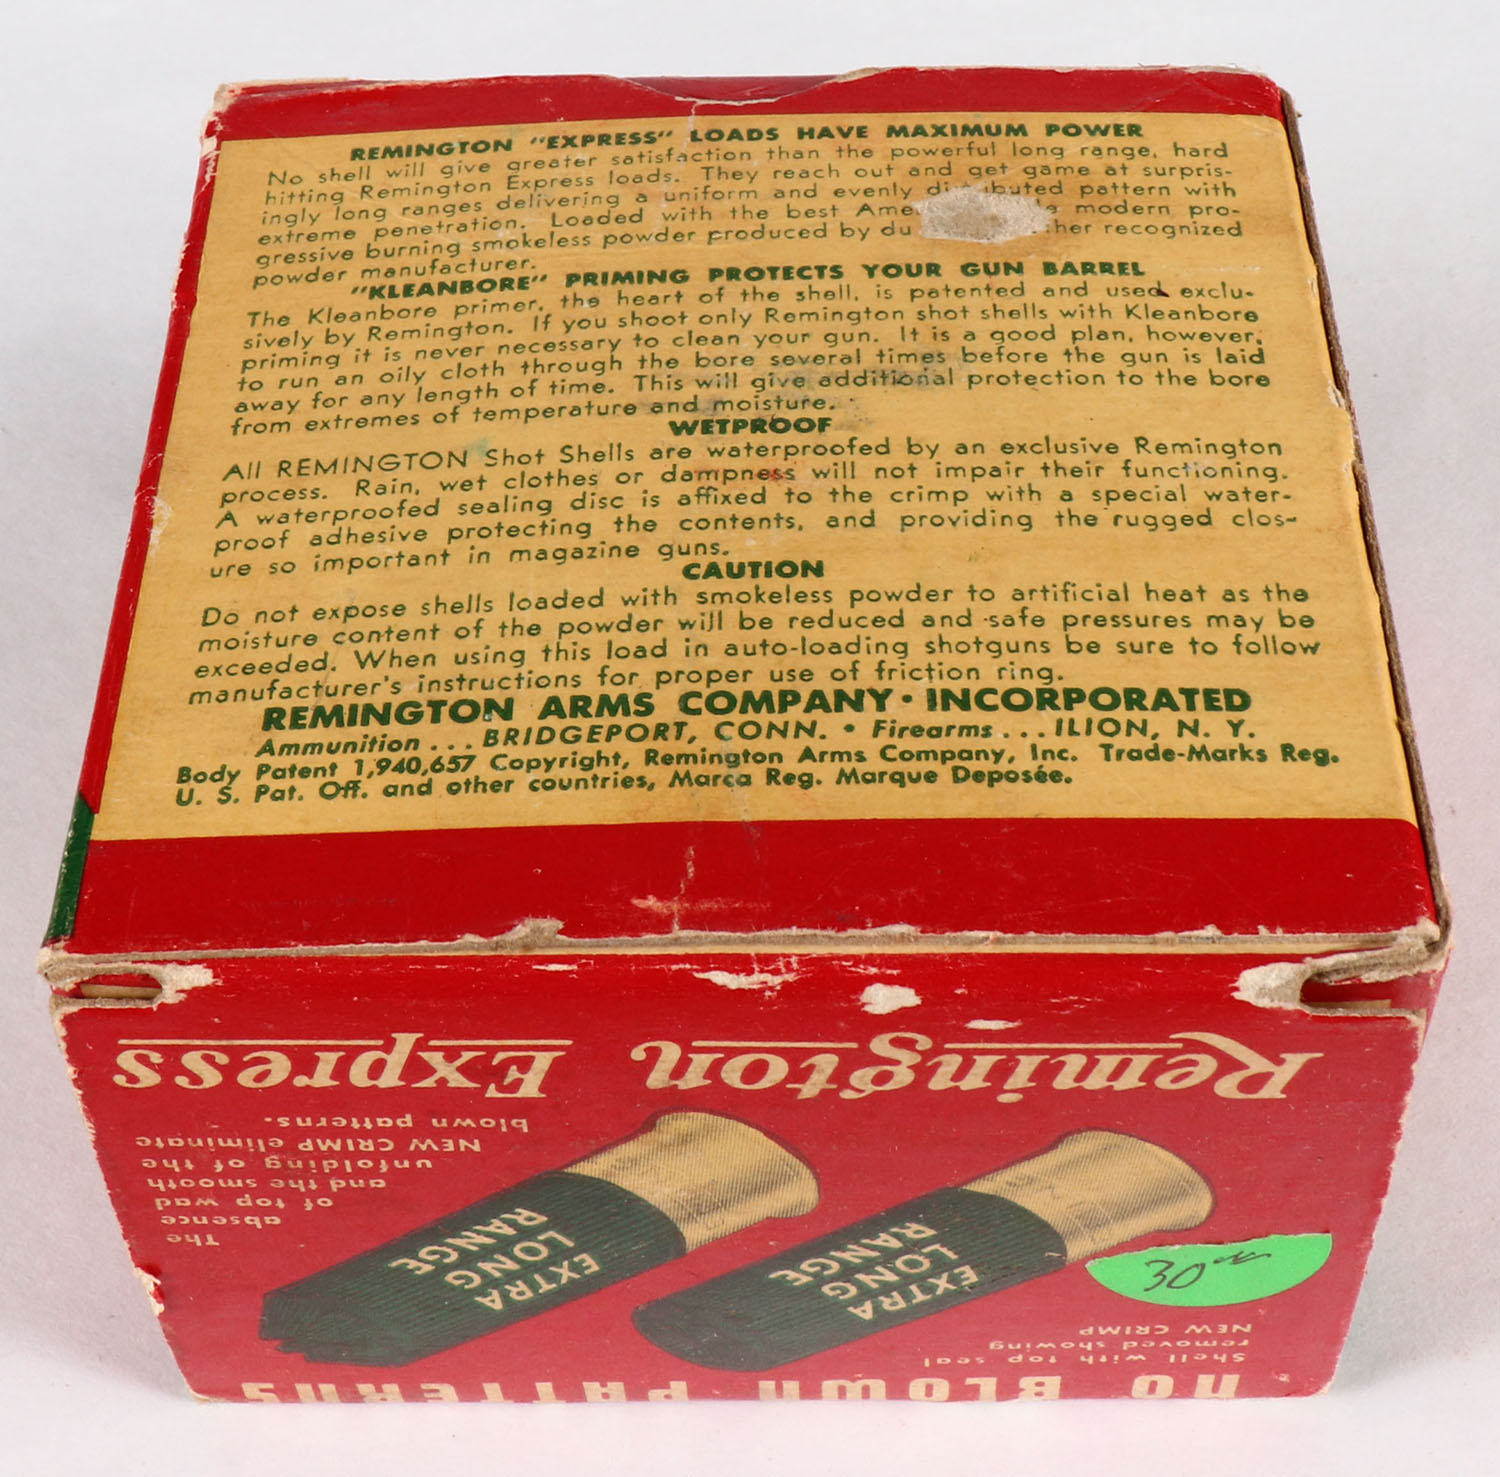 REMINGTON "EXPRESS" LOADS HAVE MAXIMUM POWER
No shell will give greater satisfaction than the powerful long range, hard
hitting Remington Express loads. They reach out and get game at surpris-
ingly long ranges delivering a uniform and evenly distributed pattern with
extreme penetration. Loaded with the best modern pro-
gressive burning smokeless powder produced by du recognized
powder manufacturer.
"KLEANBORE" PRIMING PROTECTS YOUR GUN BARREL
The Kleanbore primer, the heart of the shell, is patented and used exclu-
sively by Remington. If you shoot only Remington shot shells with Kleanbore
priming it is never necessary to clean your gun. It is a good plan, however,
to run an oily cloth through the bore several times before the gun is laid
away for any length of time. This will give additional protection to the bore
from extremes of temperature and moisture.
WETPROOF
All REMINGTON Shot Shells are waterproofed by an exclusive Remington
process. Rain, wet clothes or dampness will not impair their functioning.
A waterproofed sealing disc is affixed to the crimp with a special water-
proof adhesive protecting the contents, and providing the rugged clos-
ure so important in magazine guns.
CAUTION
Do not expose shells loaded with smokeless powder to artificial heat as the
moisture content of the powder will be reduced and safe pressures may be
exceeded. When using this load in auto-loading shotguns be sure to follow
manufacturer's instructions for proper use of friction ring.
REMINGTON ARMS COMPANY · INCORPORATED
Ammunition ... BRIDGEPORT, CONN. • Firearms ... ILION, N. Y.
Body Patent 1,940,657 Copyright, Remington Arms Company, Inc. Trade-Marks Reg.
U. S. Pat. Off. and other countries, Marca Reg. Marque Deposée.
Remington Express
EXTRA
LONG
RANGE
EXTRA
LONG
RANGE
30
NO BLOWN PATTERNS
Shell with top seal
removed showing
NEW CRIMP
The
absence
of top wad
and the smooth
unfolding of the
NEW CRIMP eliminate
blown patterns.